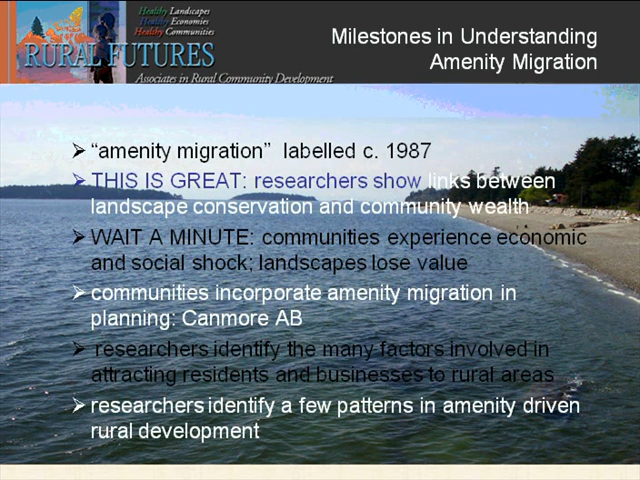 Healthy Landscapes
Healthy Economies
Healthy Communities
RURAL FUTURES
Associates in Rural Community Development
Milestones in Understanding
Amenity Migration
➢ “amenity migration” labelled c. 1987
➢ THIS IS GREAT: researchers show links between
landscape conservation and community wealth
➢ WAIT A MINUTE: communities experience economic
and social shock; landscapes lose value
➢ communities incorporate amenity migration in
planning: Canmore AB
➢ researchers identify the many factors involved in
attracting residents and businesses to rural areas
➢ researchers identify a few patterns in amenity driven
rural development